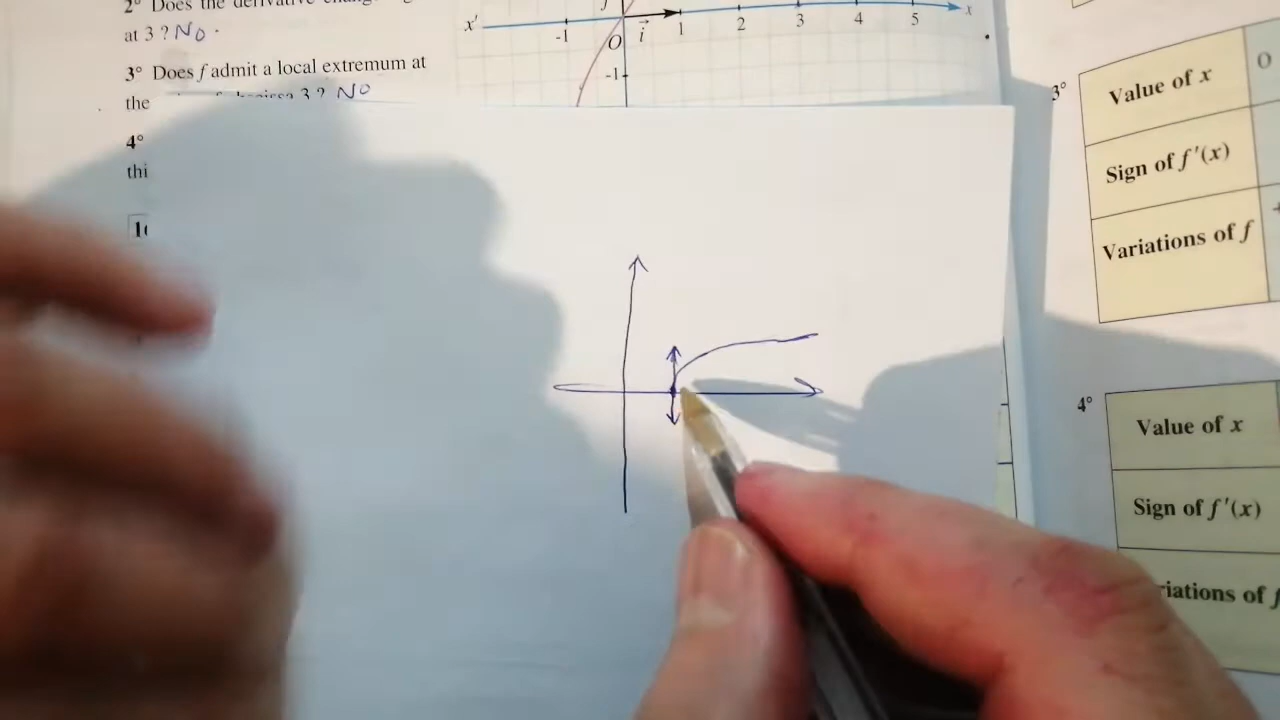 2° Does the derivative
at 3 ? No.
3° Does f admit a local extremum at
the 3 ? No
4°
thi
x' -1 O i 1 2 3 4 5 x
-1
3°
Value of x 0
Sign of f'(x)
Variations of f
4°
Value of x
Sign of f'(x)
riations of f